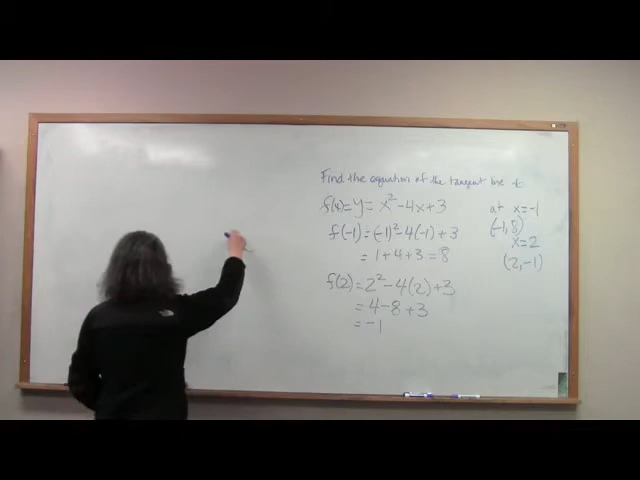 Find the equation of the tangent line to
f(x)=y= x²-4x+3
at x=-1
(-1,8)
x=2
(2,-1)
f(-1)=(-1)²-4(-1)+3
=1+4+3=8
f(2)=2²-4(2)+3
=4-8+3
=-1